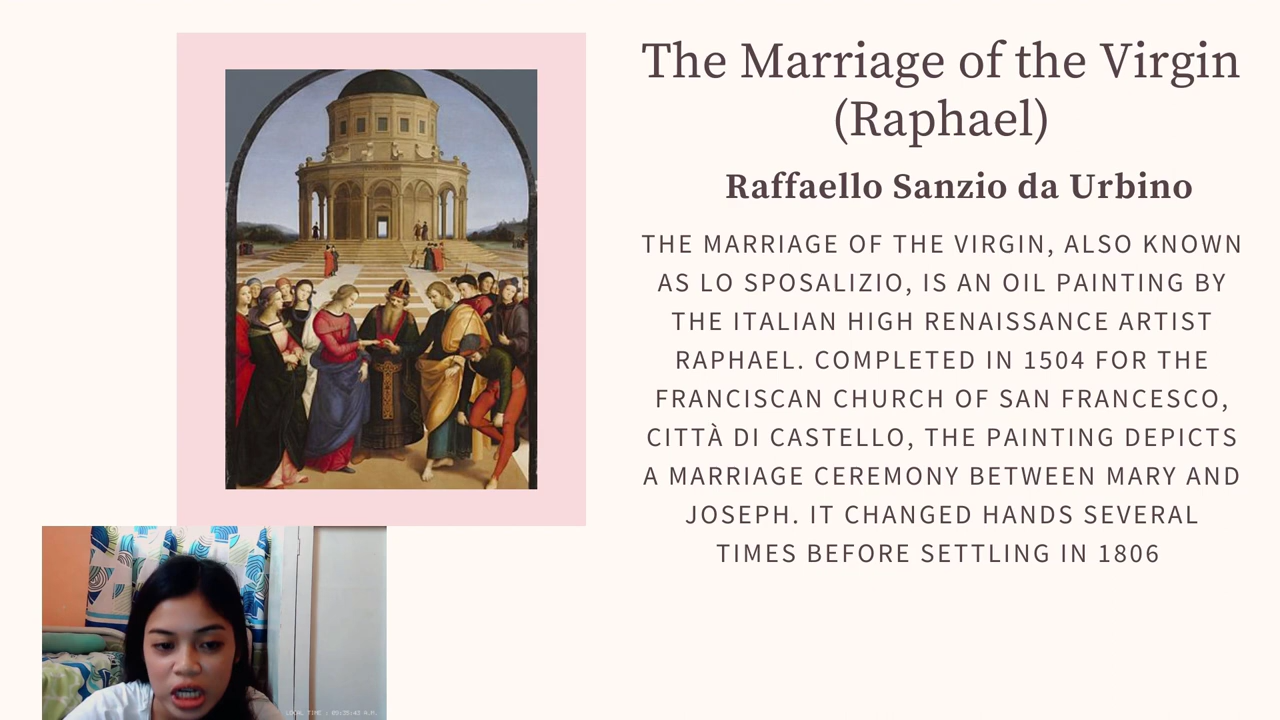 The Marriage of the Virgin
(Raphael)
Raffaello Sanzio da Urbino
THE MARRIAGE OF THE VIRGIN, ALSO KNOWN
AS LO SPOSALIZIO, IS AN OIL PAINTING BY
THE ITALIAN HIGH RENAISSANCE ARTIST
RAPHAEL. COMPLETED IN 1504 FOR THE
FRANCISCAN CHURCH OF SAN FRANCESCO,
CITTÀ DI CASTELLO, THE PAINTING DEPICTS
A MARRIAGE CEREMONY BETWEEN MARY AND
JOSEPH. IT CHANGED HANDS SEVERAL
TIMES BEFORE SETTLING IN 1806
LOCAL TIME :